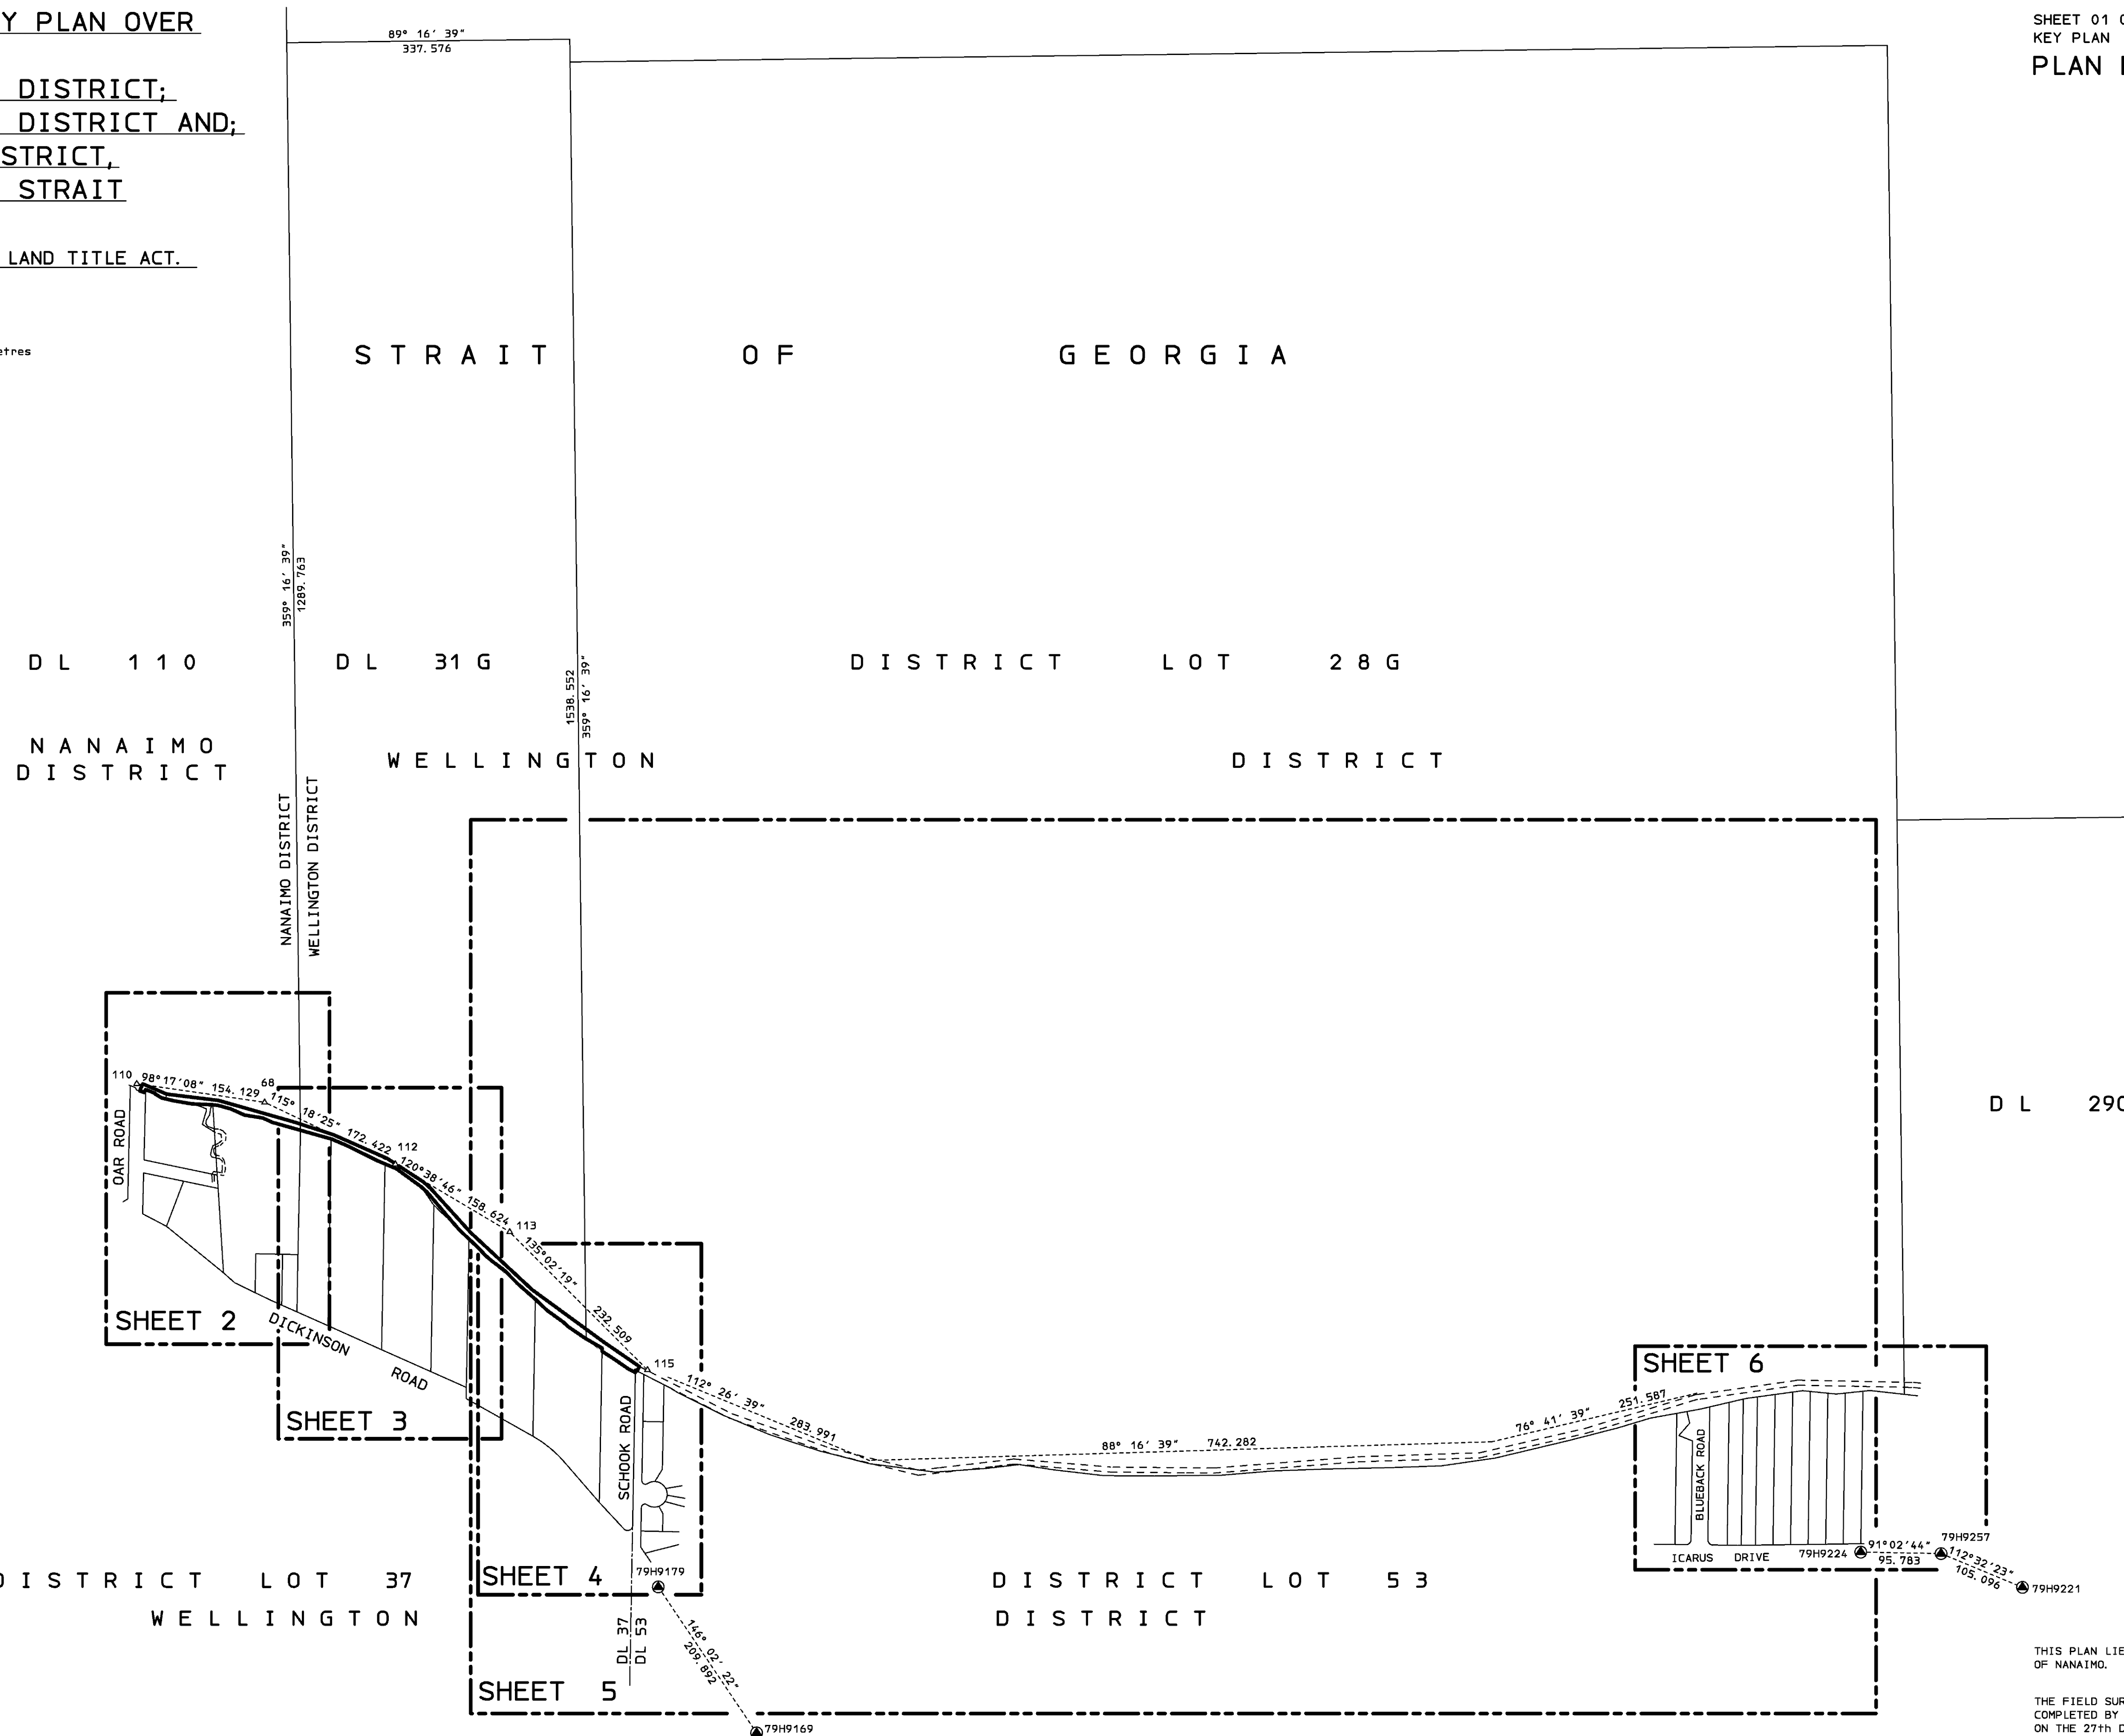 Y PLAN OVER
DISTRICT;
DISTRICT AND;
STRICT,
STRAIT
LAND TITLE ACT.
etres
SHEET 01
KEY PLAN
PLAN
89° 16' 39"
337.576
STRAIT OF GEORGIA
359° 16' 39"
1289.763
1538.552
359° 16' 39"
DL 110
DL 31G
DISTRICT LOT 28G
NANAIMO
DISTRICT
WELLINGTON DISTRICT
NANAIMO DISTRICT
WELLINGTON DISTRICT
DL 290
110
98°17'08" 154.129
68
115° 18'25" 172.422
112
120°38'46" 158.624
113
135°02'19"
232.509
115
OAR ROAD
SHEET 2
DICKINSON ROAD
SHEET 3
SCHOOK ROAD
112° 26' 39"
283.991
88° 16' 39" 742.282
76° 41' 39"
251.587
SHEET 6
BLUEBACK ROAD
ICARUS DRIVE
79H9224
91°02'44"
95.783
79H9257
112°32'23"
105.096
79H9221
SHEET 4
79H9179
DISTRICT LOT 37
WELLINGTON
DISTRICT LOT 53
DISTRICT
DL 37
DL 53
146° 02' 22"
209.892
SHEET 5
79H9169
THIS PLAN LIE
OF NANAIMO.
THE FIELD SUR
COMPLETED BY
ON THE 27th D